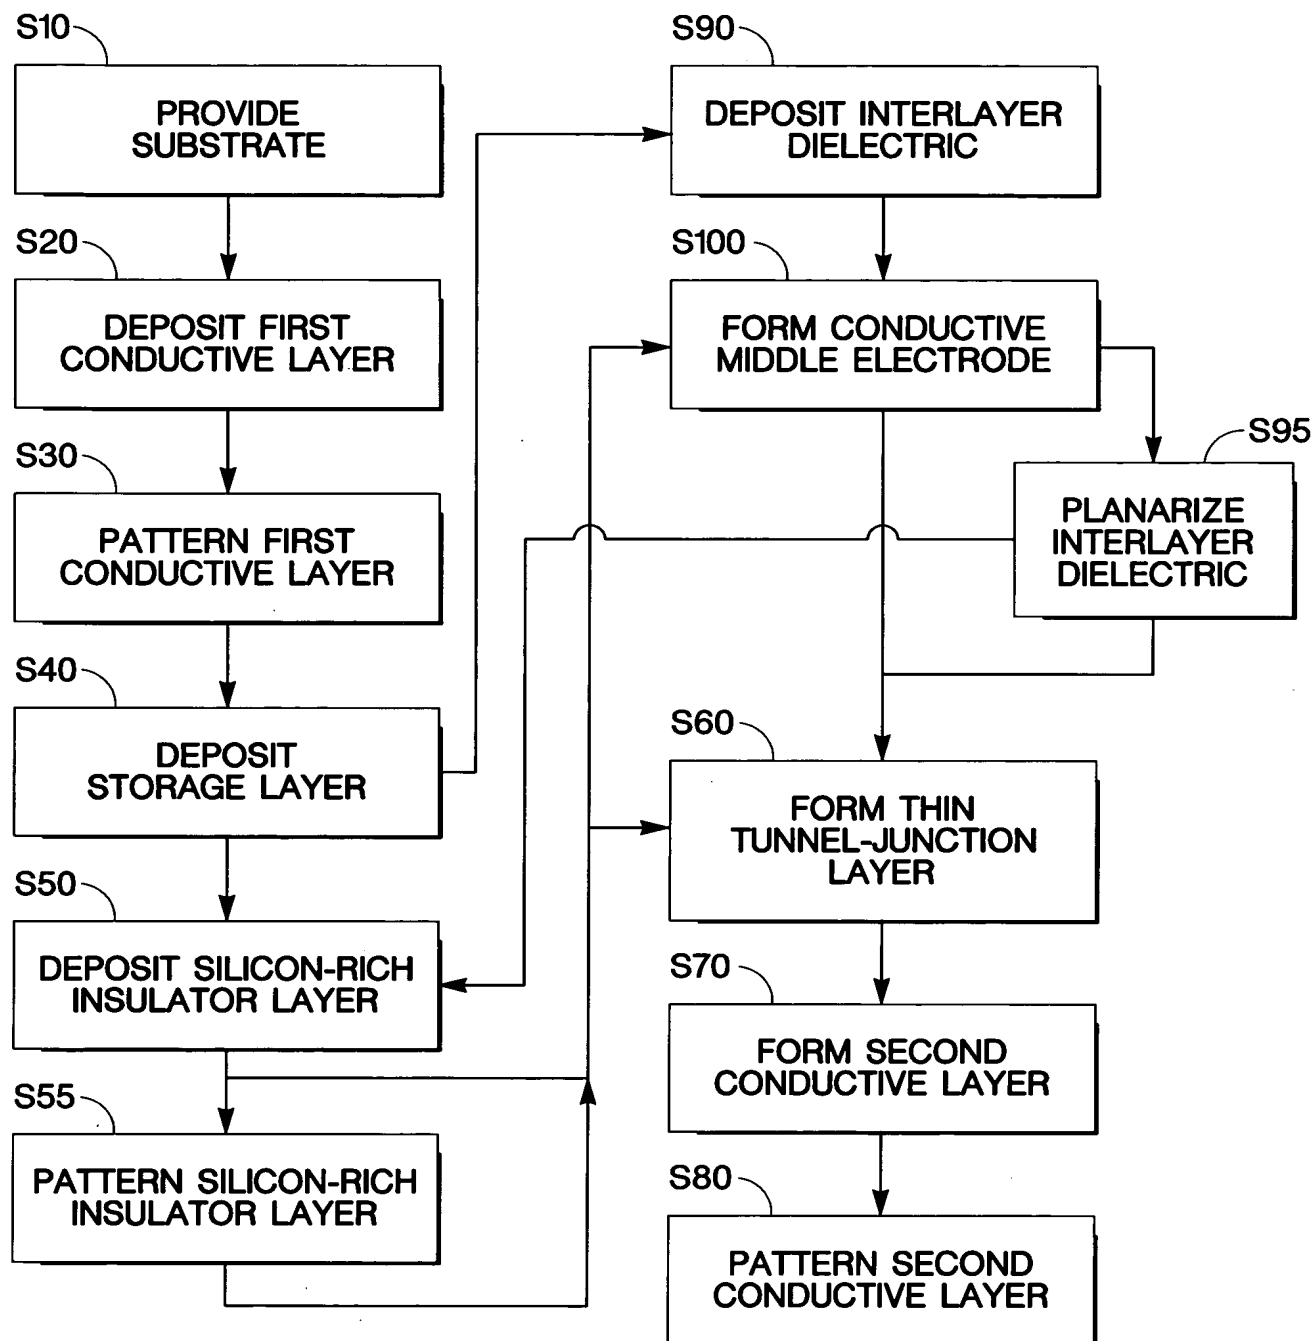 S10
PROVIDE
SUBSTRATE
S20
DEPOSIT FIRST
CONDUCTIVE LAYER
S30
PATTERN FIRST
CONDUCTIVE LAYER
S40
DEPOSIT
STORAGE LAYER
S50
DEPOSIT SILICON-RICH
INSULATOR LAYER
S55
PATTERN SILICON-RICH
INSULATOR LAYER
S90
DEPOSIT INTERLAYER
DIELECTRIC
S100
FORM CONDUCTIVE
MIDDLE ELECTRODE
S95
PLANARIZE
INTERLAYER
DIELECTRIC
S60
FORM THIN
TUNNEL-JUNCTION
LAYER
S70
FORM SECOND
CONDUCTIVE LAYER
S80
PATTERN SECOND
CONDUCTIVE LAYER